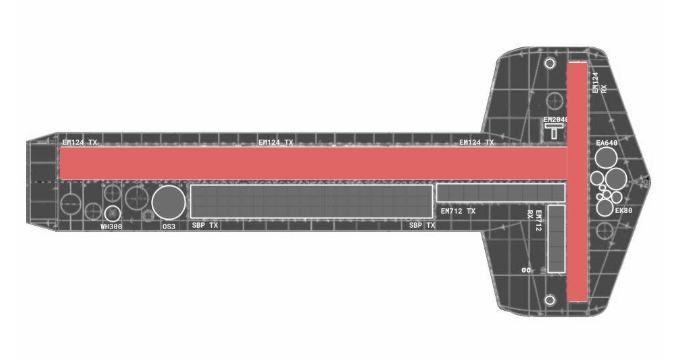 EM124
RX
EM2040
EM124 TX
EM124 TX
EM124 TX
EA640
EM712 TX
EM712
RX
EK80
WH300
OS3
SBP TX
SBP TX